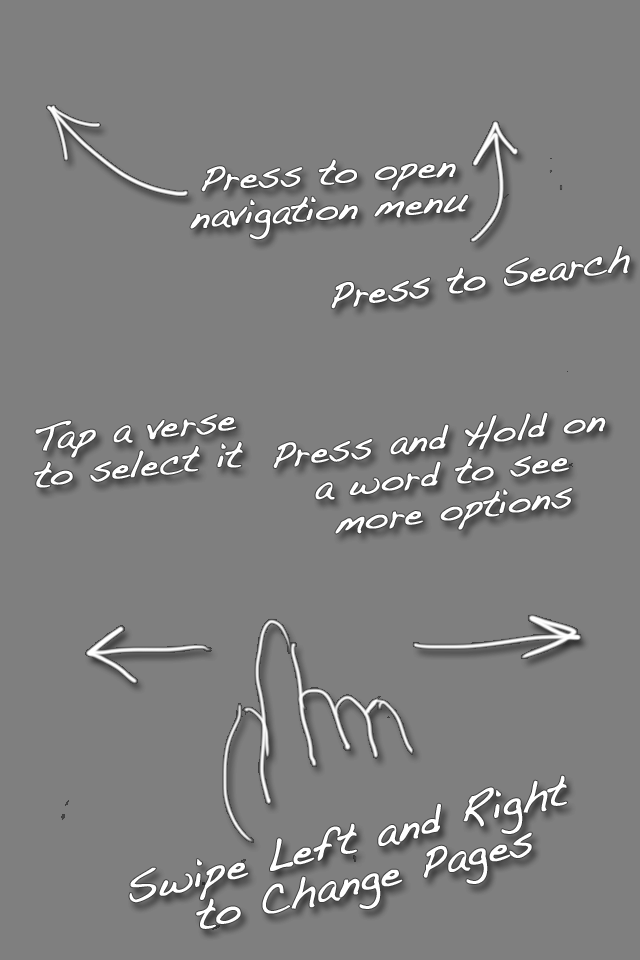 Press to open
navigation menu
Press to Search
Tap a verse
to select it
Press and Hold on
a word to see
more options
Swipe Left and Right
to Change Pages